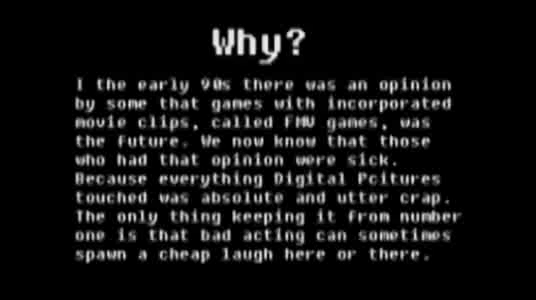 Why?
I the early 90s there was an opinion
by some that games with incorporated
movie clips, called FMV games, was
the future. We now know that those
who had that opinion were sick.
Because everything Digital Pcitures
touched was absolute and utter crap.
The only thing keeping it from number
one is that bad acting can sometimes
spawn a cheap laugh here or there.